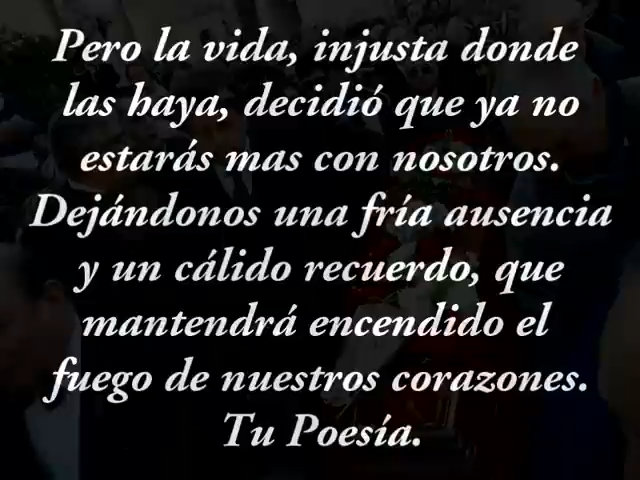 Pero la vida, injusta donde
las haya, decidió que ya no
estarás mas con nosotros.
Dejándonos una fría ausencia
y un cálido recuerdo, que
mantendrá encendido el
fuego de nuestros corazones.
Tu Poesía.